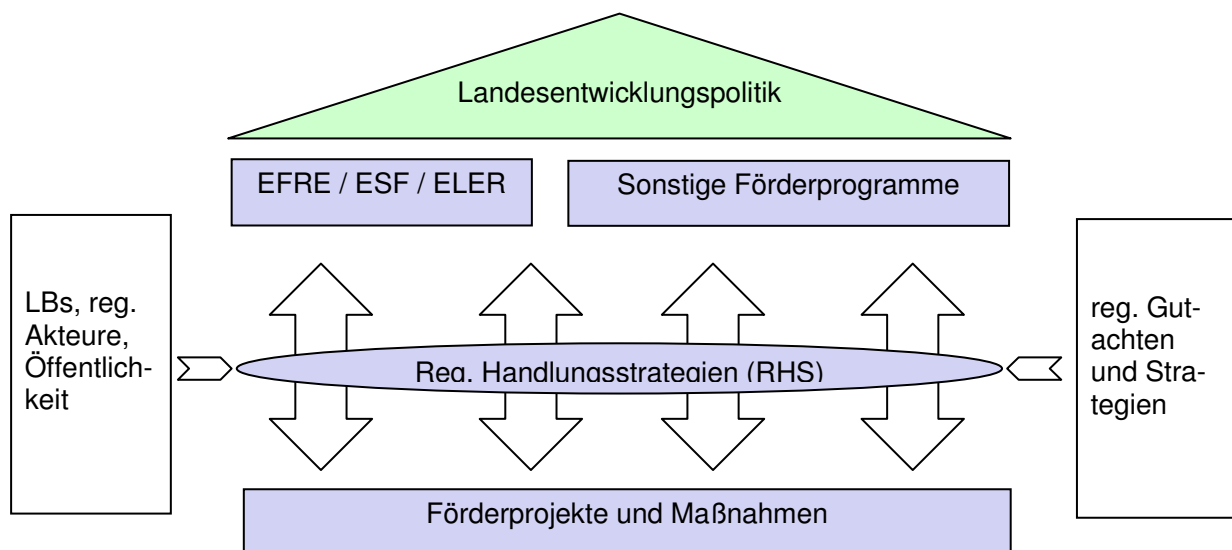 Landesentwicklungspolitik
EFRE / ESF / ELER
Sonstige Förderprogramme
LBs, reg.
Akteure,
Öffentlich-
keit
Reg. Handlungsstrategien (RHS)
reg. Gut-
achten
und Stra-
tegien
Förderprojekte und Maßnahmen